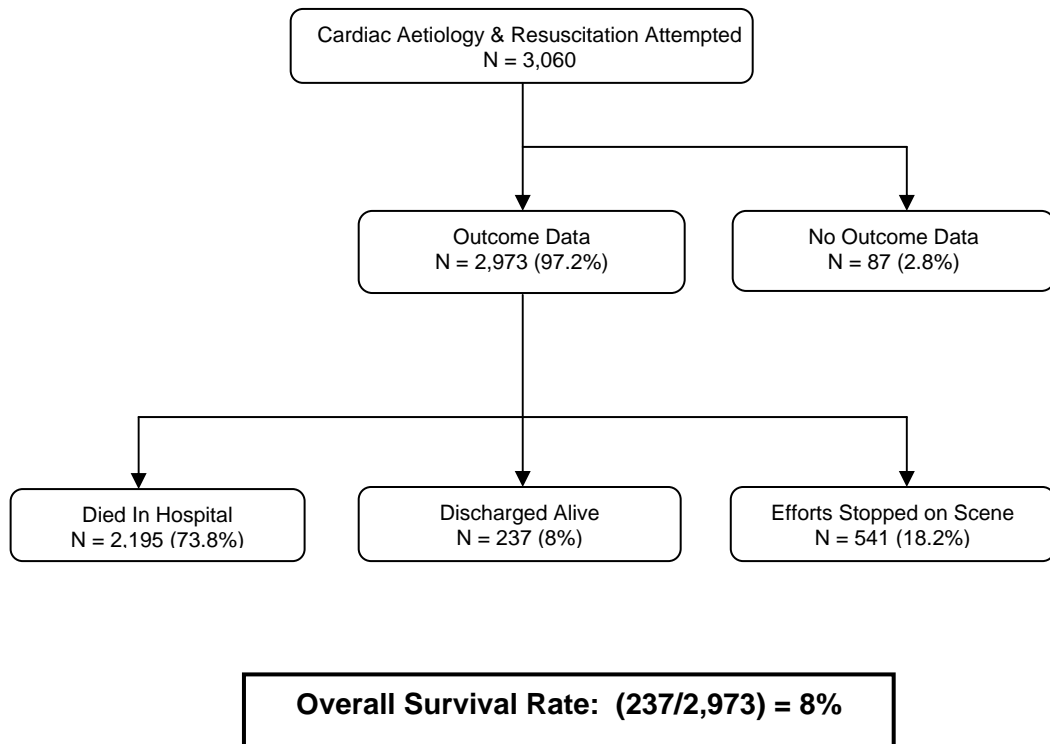 Cardiac Aetiology & Resuscitation Attempted
N = 3,060
Outcome Data
N = 2,973 (97.2%)
No Outcome Data
N = 87 (2.8%)
Died In Hospital
N = 2,195 (73.8%)
Discharged Alive
N = 237 (8%)
Efforts Stopped on Scene
N = 541 (18.2%)
Overall Survival Rate: (237/2,973) = 8%